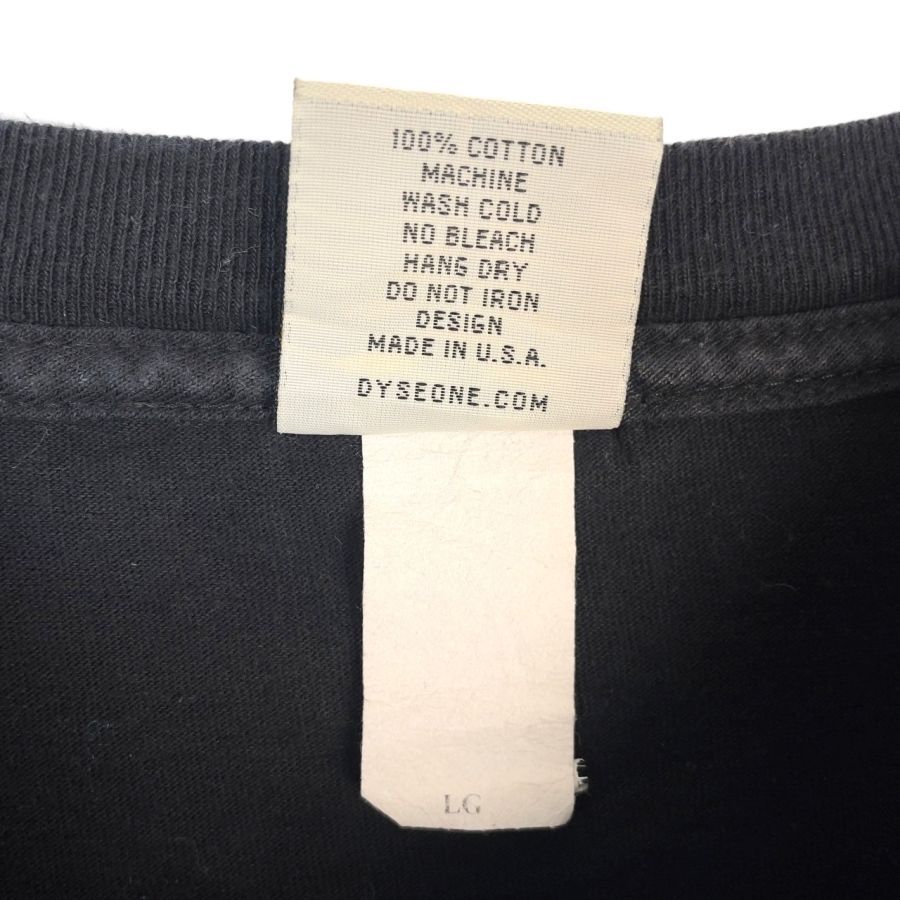 100% COTTON
MACHINE
WASH COLD
NO BLEACH
HANG DRY
DO NOT IRON
DESIGN
MADE IN U.S.A.
DYSEONE.COM
LG